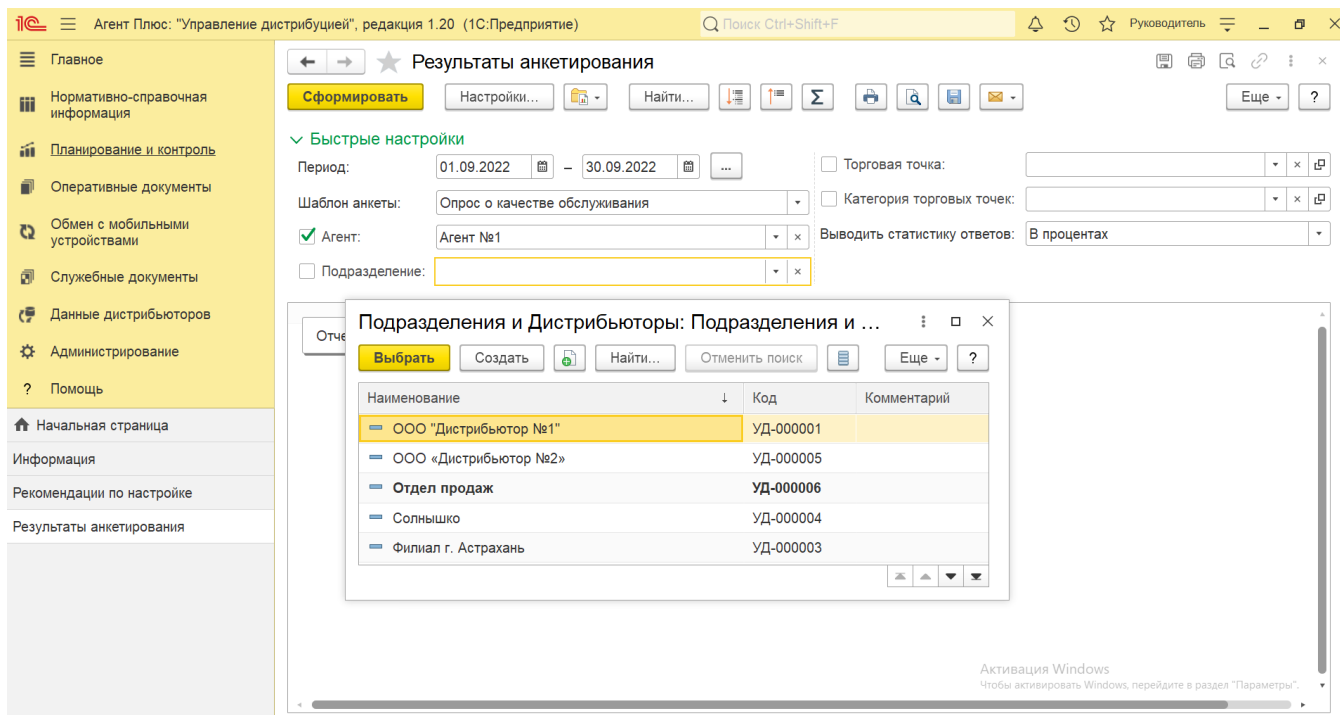 1С Агент Плюс: "Управление дистрибуцией", редакция 1.20 (1С:Предприятие) Поиск Ctrl+Shift+F Руководитель
Главное
Нормативно-справочная
информация
Планирование и контроль
Оперативные документы
Обмен с мобильными
устройствами
Служебные документы
Данные дистрибьюторов
Администрирование
? Помощь
Начальная страница
Информация
Рекомендации по настройке
Результаты анкетирования
Результаты анкетирования
Сформировать Настройки... Найти... Σ Еще ?
Быстрые настройки
Период: 01.09.2022 – 30.09.2022 ...
Шаблон анкеты: Опрос о качестве обслуживания
Агент: Агент №1
Подразделение:
Торговая точка:
Категория торговых точек:
Выводить статистику ответов: В процентах
Отче
Подразделения и Дистрибьюторы: Подразделения и ...
Выбрать Создать Найти... Отменить поиск Еще ?
Наименование ↓ Код Комментарий
ООО "Дистрибьютор №1" УД-000001
ООО «Дистрибьютор №2» УД-000005
Отдел продаж УД-000006
Солнышко УД-000004
Филиал г. Астрахань УД-000003
Активация Windows
Чтобы активировать Windows, перейдите в раздел "Параметры".